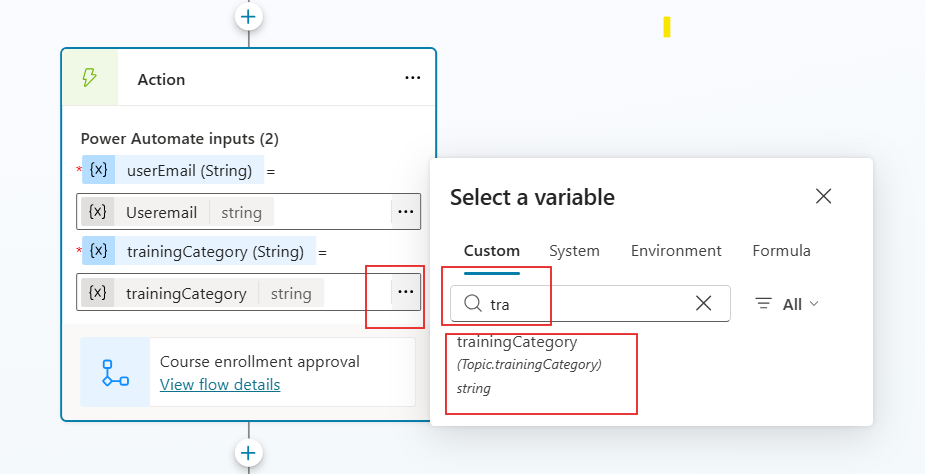 Action
Power Automate inputs (2)
* {x} userEmail (String) =
{x} Useremail string
* {x} trainingCategory (String) =
{x} trainingCategory string
Course enrollment approval
View flow details
Select a variable
Custom System Environment Formula
tra All
trainingCategory
(Topic.trainingCategory)
string